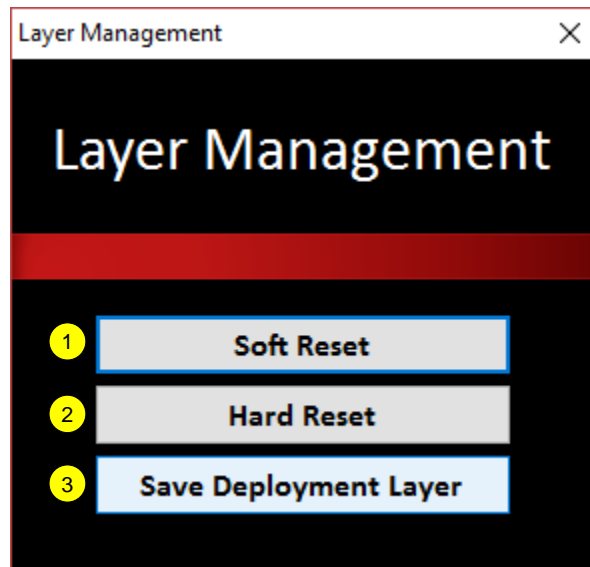 Layer Management
Layer Management
1 Soft Reset
2 Hard Reset
3 Save Deployment Layer